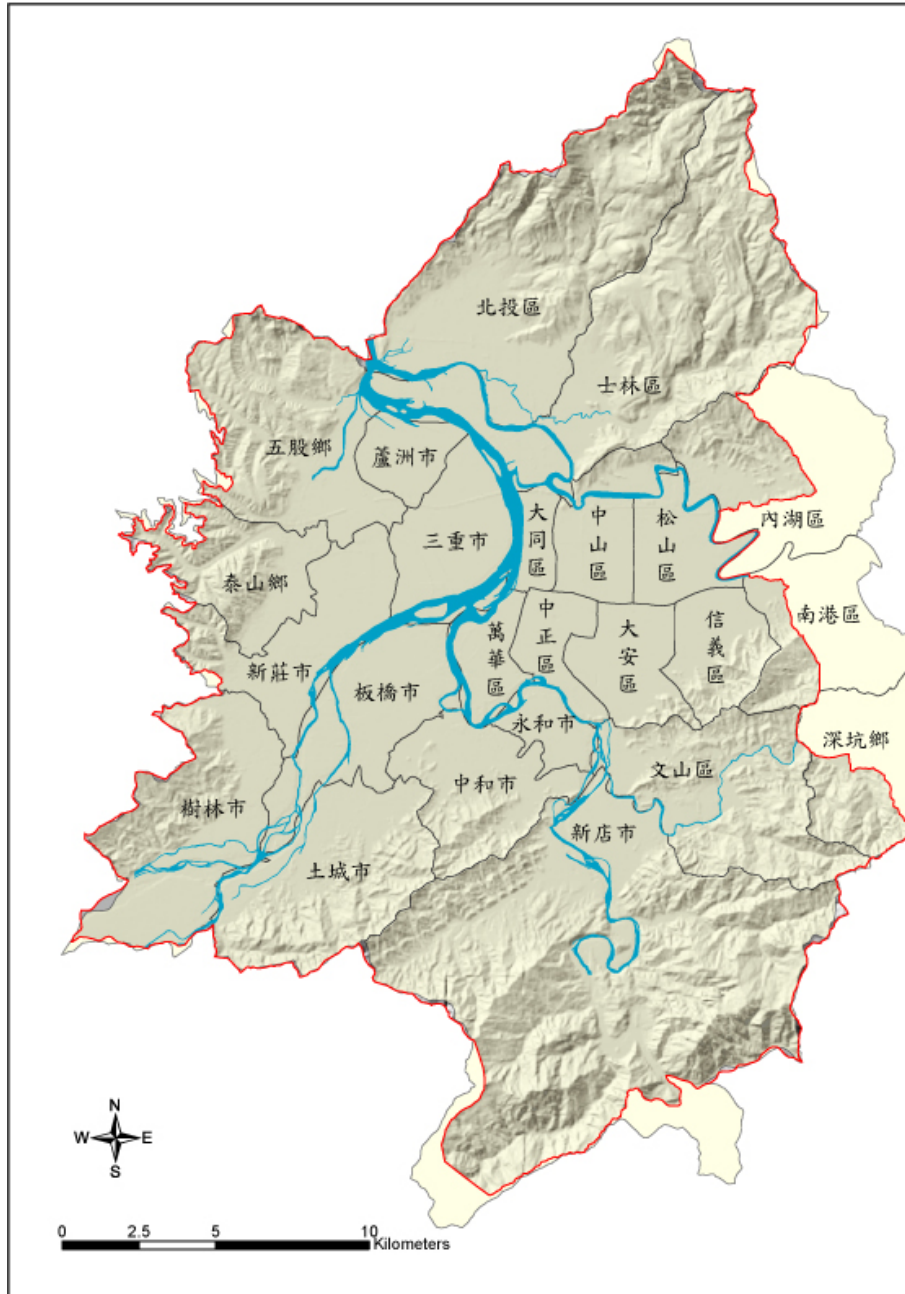 北投區
士林區
五股鄉
蘆洲市
內湖區
大同區
中山區
松山區
三重市
泰山鄉
南港區
萬華區
中正區
大安區
信義區
新莊市
板橋市
永和市
深坑鄉
中和市
文山區
樹林市
新店市
土城市
N
W E
S
0 2.5 5 10
Kilometers